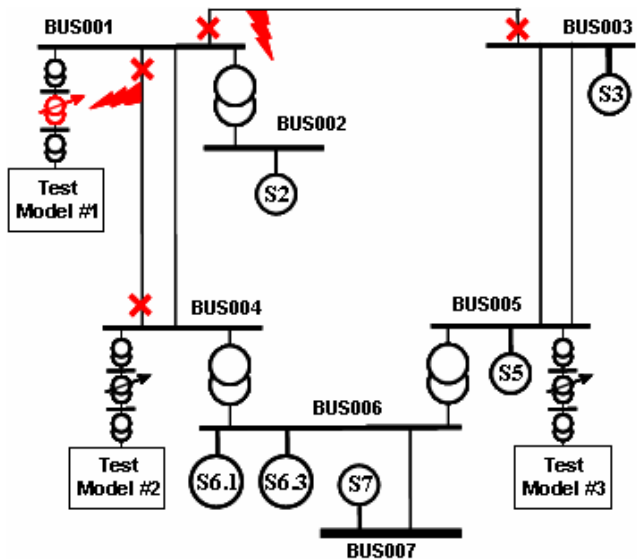 BUS001
BUS003
S3
BUS002
Test
Model #1
S2
BUS004
BUS005
S5
BUS006
Test
Model #2
S6.1
S6.3
S7
Test
Model #3
BUS007